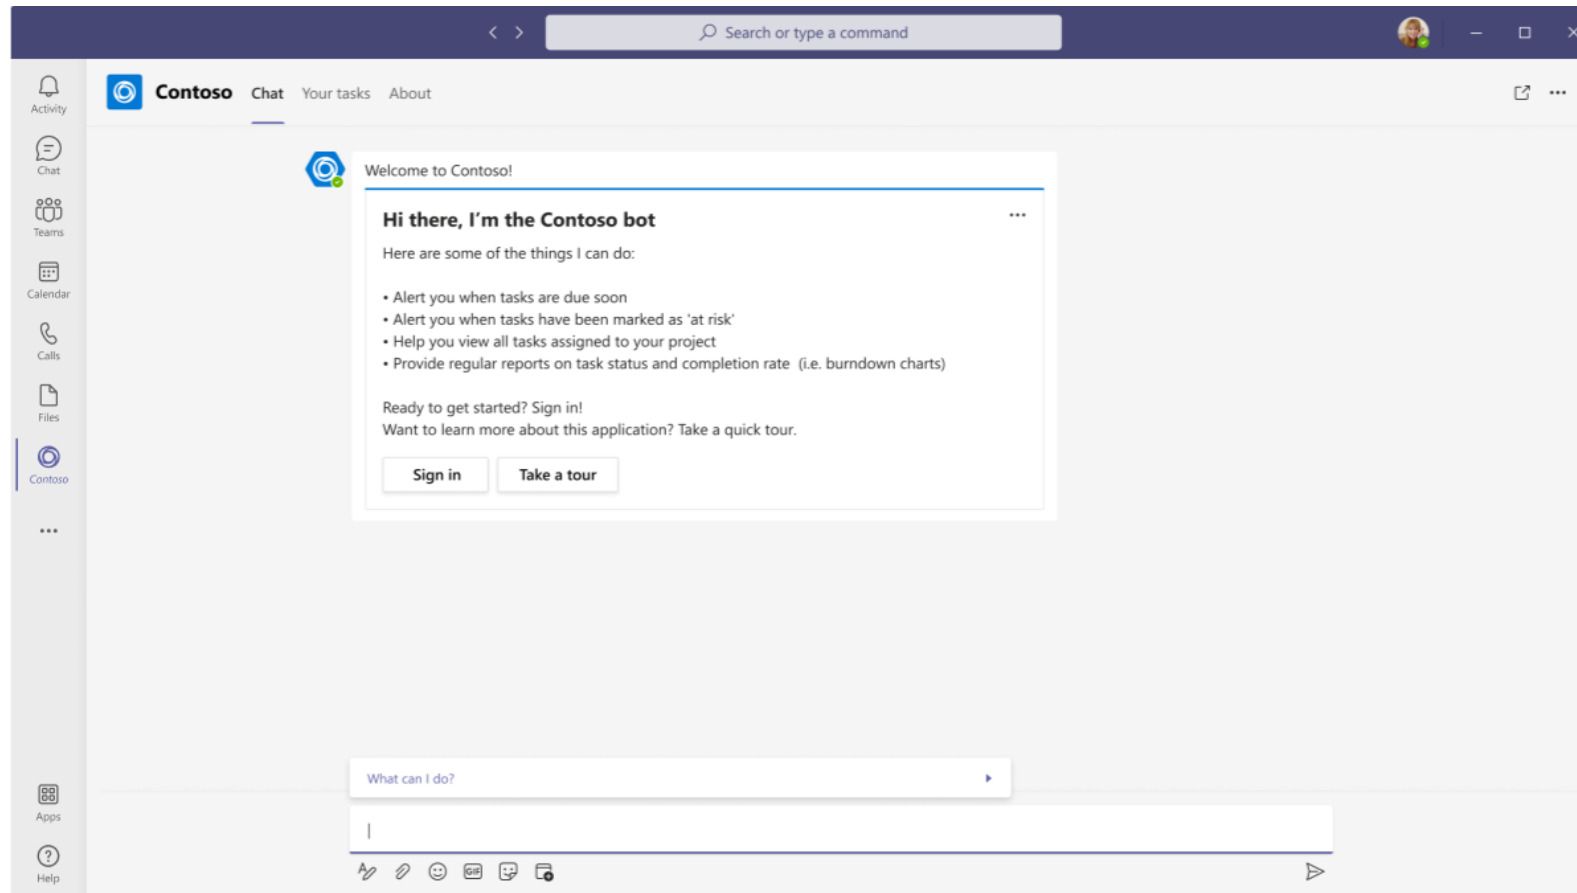 Search or type a command
Activity
Chat
Teams
Calendar
Calls
Files
Contoso
Apps
Help
Contoso Chat Your tasks About
Welcome to Contoso!
Hi there, I'm the Contoso bot
Here are some of the things I can do:
• Alert you when tasks are due soon
• Alert you when tasks have been marked as 'at risk'
• Help you view all tasks assigned to your project
• Provide regular reports on task status and completion rate (i.e. burndown charts)
Ready to get started? Sign in!
Want to learn more about this application? Take a quick tour.
Sign in Take a tour
What can I do?
GIF